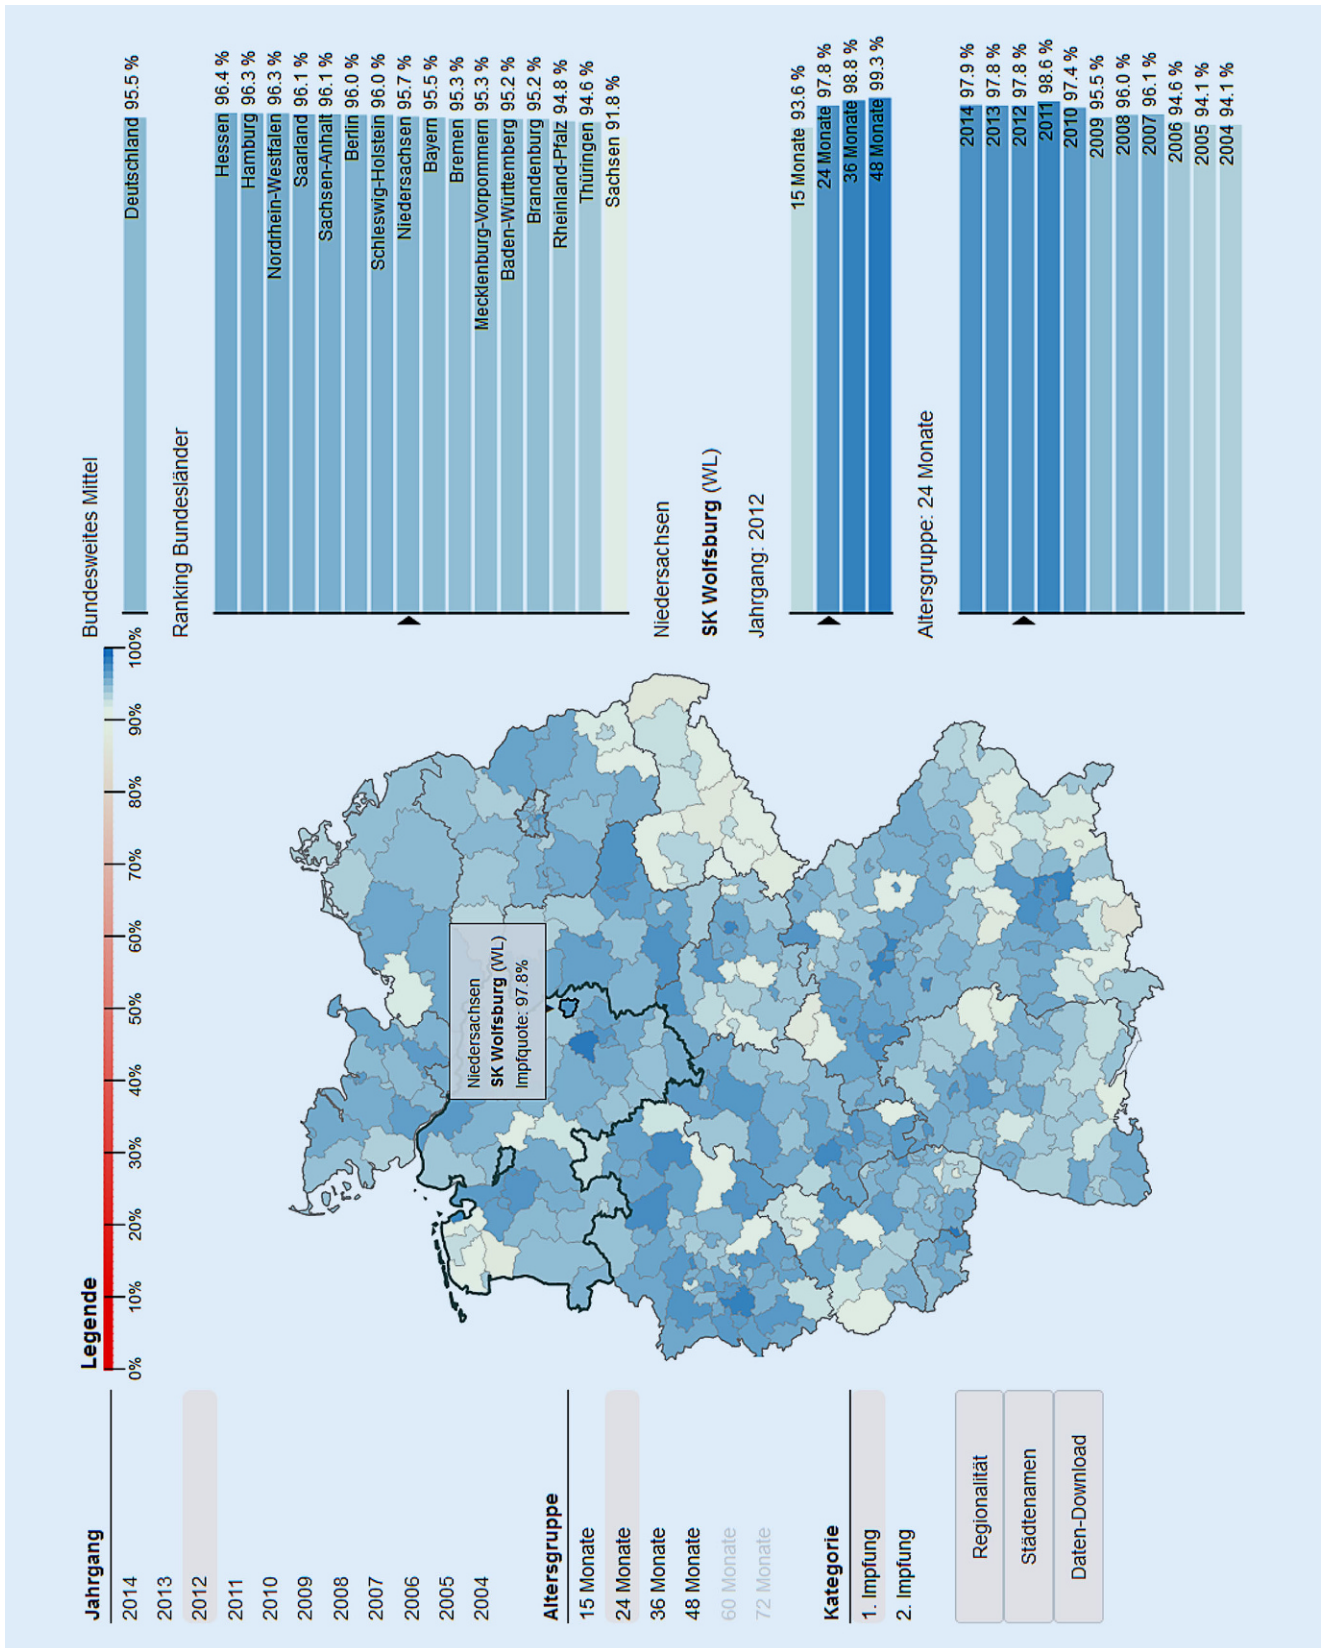 Jahrgang
2014
2013
2012
2011
2010
2009
2008
2007
2006
2005
2004
Altersgruppe
15 Monate
24 Monate
36 Monate
48 Monate
60 Monate
72 Monate
Kategorie
1. Impfung
2. Impfung
Regionalität
Städtenamen
Daten-Download
Legende
0% 10% 20% 30% 40% 50% 60% 70% 80% 90% 100%
Niedersachsen
SK Wolfsburg (WL)
Impfquote: 97.8%
Bundesweites Mittel
Deutschland 95.5 %
Ranking Bundesländer
Hessen 96.4 %
Hamburg 96.3 %
Nordrhein-Westfalen 96.3 %
Saarland 96.1 %
Sachsen-Anhalt 96.1 %
Berlin 96.0 %
Schleswig-Holstein 96.0 %
Niedersachsen 95.7 %
Bayern 95.5 %
Bremen 95.3 %
Mecklenburg-Vorpommern 95.3 %
Baden-Württemberg 95.2 %
Brandenburg 95.2 %
Rheinland-Pfalz 94.8 %
Thüringen 94.6 %
Sachsen 91.8 %
Niedersachsen
SK Wolfsburg (WL)
Jahrgang: 2012
15 Monate 93.6 %
24 Monate 97.8 %
36 Monate 98.8 %
48 Monate 99.3 %
Altersgruppe: 24 Monate
2014 97.9 %
2013 97.8 %
2012 97.8 %
2011 98.6 %
2010 97.4 %
2009 95.5 %
2008 96.0 %
2007 96.1 %
2006 94.6 %
2005 94.1 %
2004 94.1 %